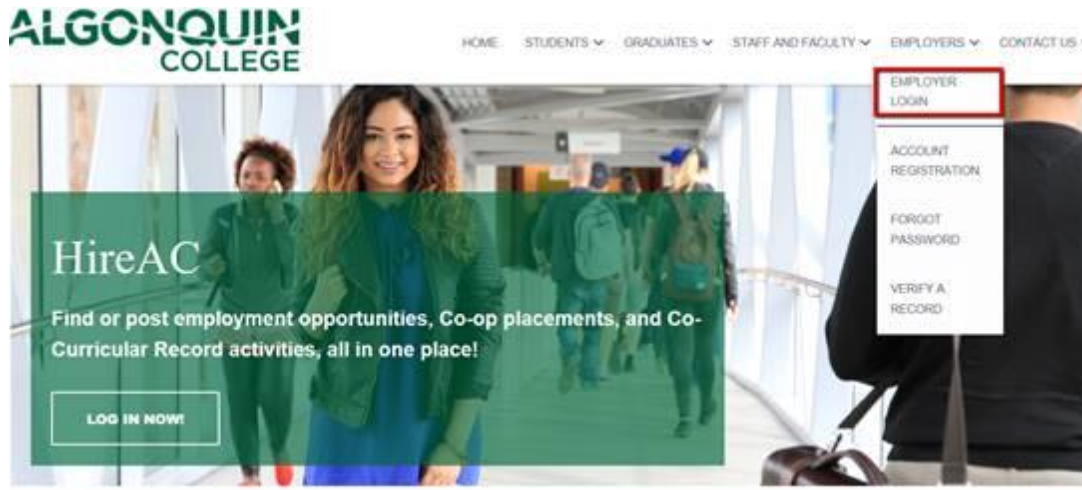 ALGONQUIN
COLLEGE
HOME STUDENTS GRADUATES STAFF AND FACULTY EMPLOYERS CONTACT US
EMPLOYER
LOGIN
ACCOUNT
REGISTRATION
FORGOT
PASSWORD
VERIFY A
RECORD
HireAC
Find or post employment opportunities, Co-op placements, and Co-
Curricular Record activities, all in one place!
LOG IN NOW!